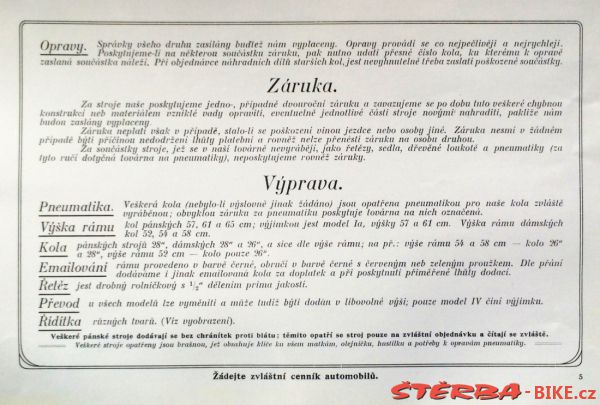 Opravy. Správky všeho druhu zasílány buďtež nám vyplaceny. Opravy provádí se co nejpečlivěji a nejrychleji.
Poskytujeme-li na některou součástku záruku, pak nutno udati přesné číslo kola, ku kterému k opravě
zaslaná součástka náleží. Při objednávce náhradních dílů starších kol, jest nevyhnutelně třeba zaslati poškozené součástky.
Záruka.
Za stroje naše poskytujeme jedno-, případně dvouroční záruku a zavazujeme se po dobu tuto veškeré chybnou
konstrukcí neb materiálem vzniklé vady opraviti, eventuelně jednotlivé části stroje novými nahraditi, pakliže nám
budou zaslány vyplacený.
Záruka neplatí však v případě, stalo-li se poškození vinou jezdce nebo osoby jiné. Záruka nesmí v žádném
případě býti příčinou nedodržení lhůty platební a rovněž nelze přenésti záruku na osobu druhou.
Za součástky stroje, jež se v naší továrně nevyrábějí, jako řetězy, sedla, dřevěné loukotě a pneumatiky (za
tyto ručí dotyčná továrna na pneumatiky), neposkytujeme rovněž záruky.
Výprava.
Pneumatika. Veškerá kola (nebylo-li výslovně jinak žádáno) jsou opatřena pneumatikou pro naše kola zvláště
vyráběnou; obvyklou záruku za pneumatiku poskytuje továrna na nich označená.
Výška rámu kol pánských 57, 61 a 65 cm; výjimkou jest model Ia, výšky 57 a 61 cm. Výška rámu dámských
kol 52, 54 a 58 cm.
Kola pánských strojů 28", dámských 28" a 26", a sice dle výše rámu; na př.: výše rámu 54 a 58 cm — kolo 26"
a 28", výše rámu 52 cm — kolo pouze 26".
Emailování rámu provedeno v barvě černé, obručí v barvě černé s červeným neb zeleným proužkem. Dle přání
dodáváme i jinak emailovaná kola za doplatek a při poskytnutí přiměřené lhůty dodací.
Řetěz jest drobný rolničkový s 1/2" dělením prima jakosti.
Převod u všech modelů lze vyměniti a může tudíž býti dodán v libovolné výši; pouze model IV činí výjimku.
Řidítka různých tvarů. (Viz vyobrazení).
Veškeré pánské stroje dodávají se bez chránítek proti blátu; těmito opatří se stroj pouze na zvláštní objednávku a čítají se zvláště.
Veškeré stroje opatřeny jsou brašnou, jež obsahuje klíče ku všem matkám, olejničku, hustilku a potřeby k opravám pneumatiky.
Žádejte zvláštní cenník automobilů.
5
ŠTĚRBA-BIKE.cz